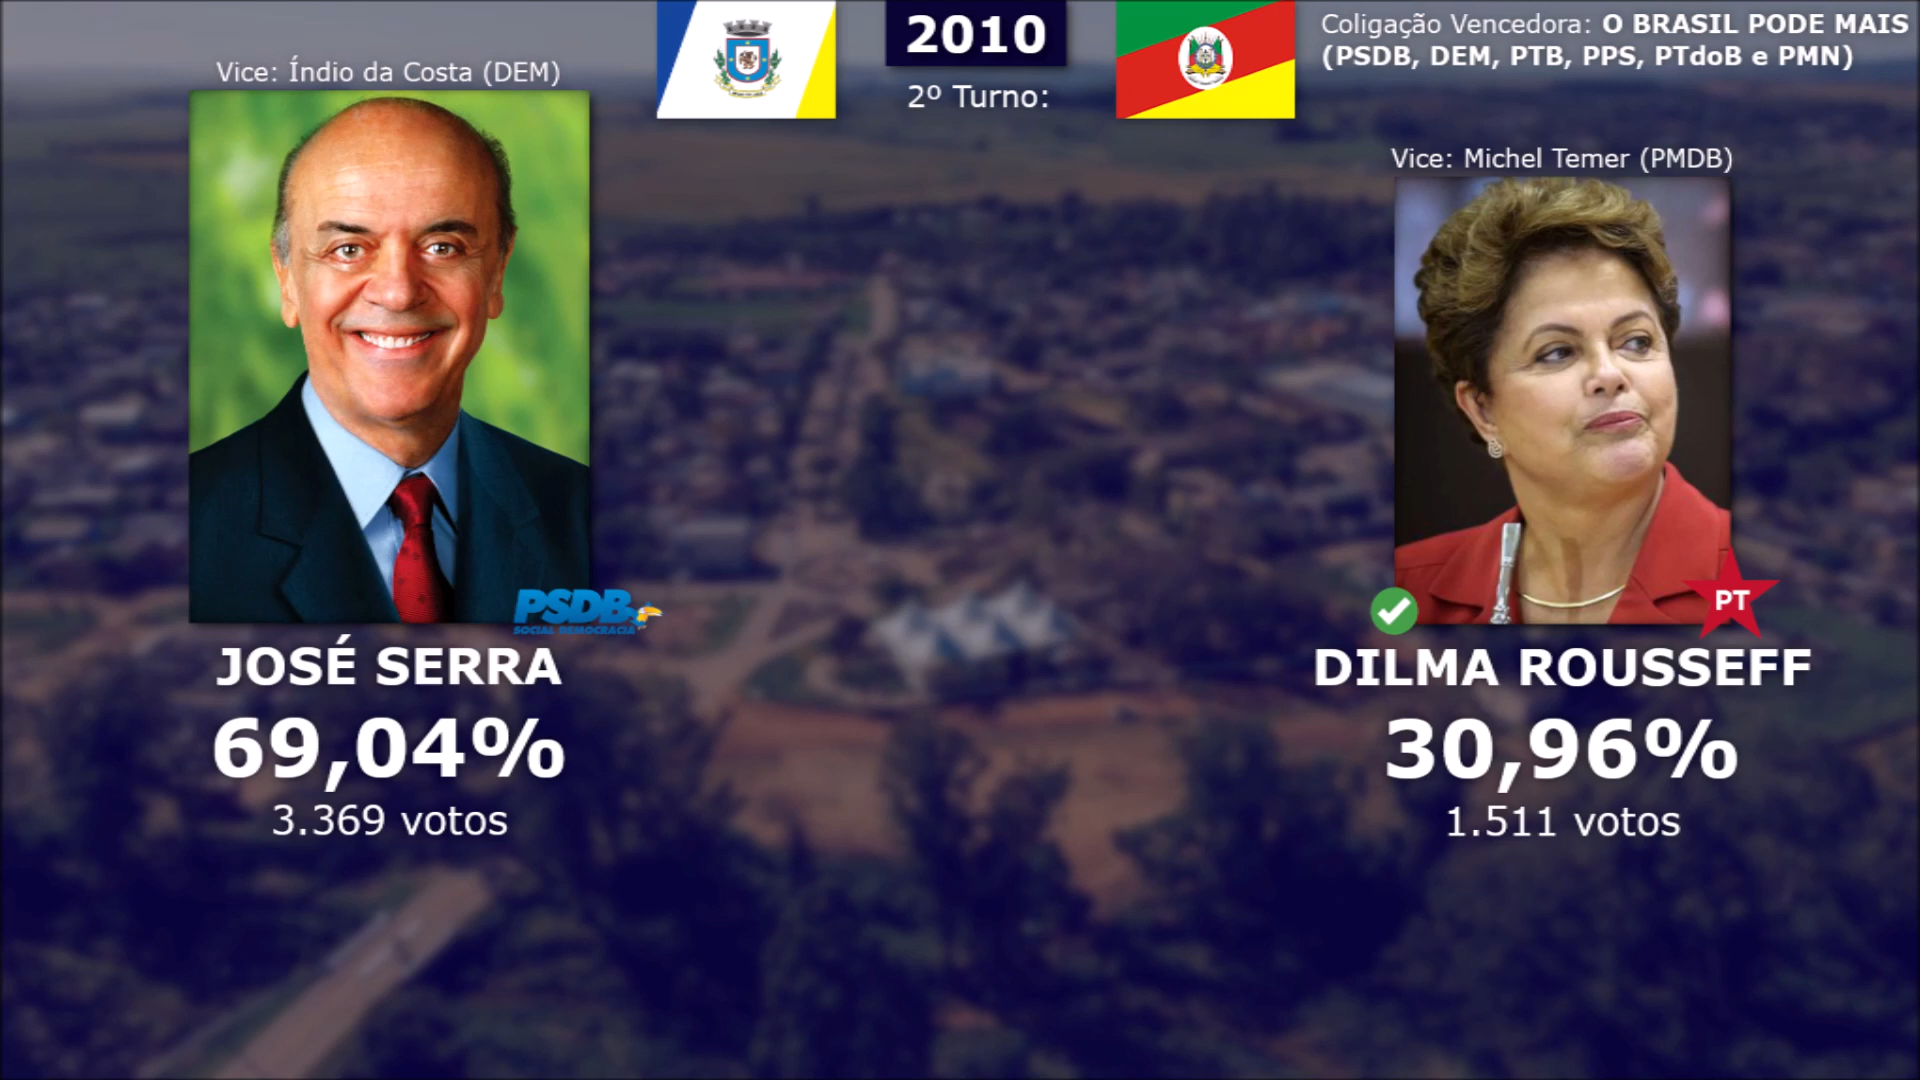 2010
2º Turno:
Coligação Vencedora: O BRASIL PODE MAIS
(PSDB, DEM, PTB, PPS, PTdoB e PMN)
Vice: Índio da Costa (DEM)
PSDB
SOCIAL DEMOCRACIA
JOSÉ SERRA
69,04%
3.369 votos
Vice: Michel Temer (PMDB)
PT
DILMA ROUSSEFF
30,96%
1.511 votos